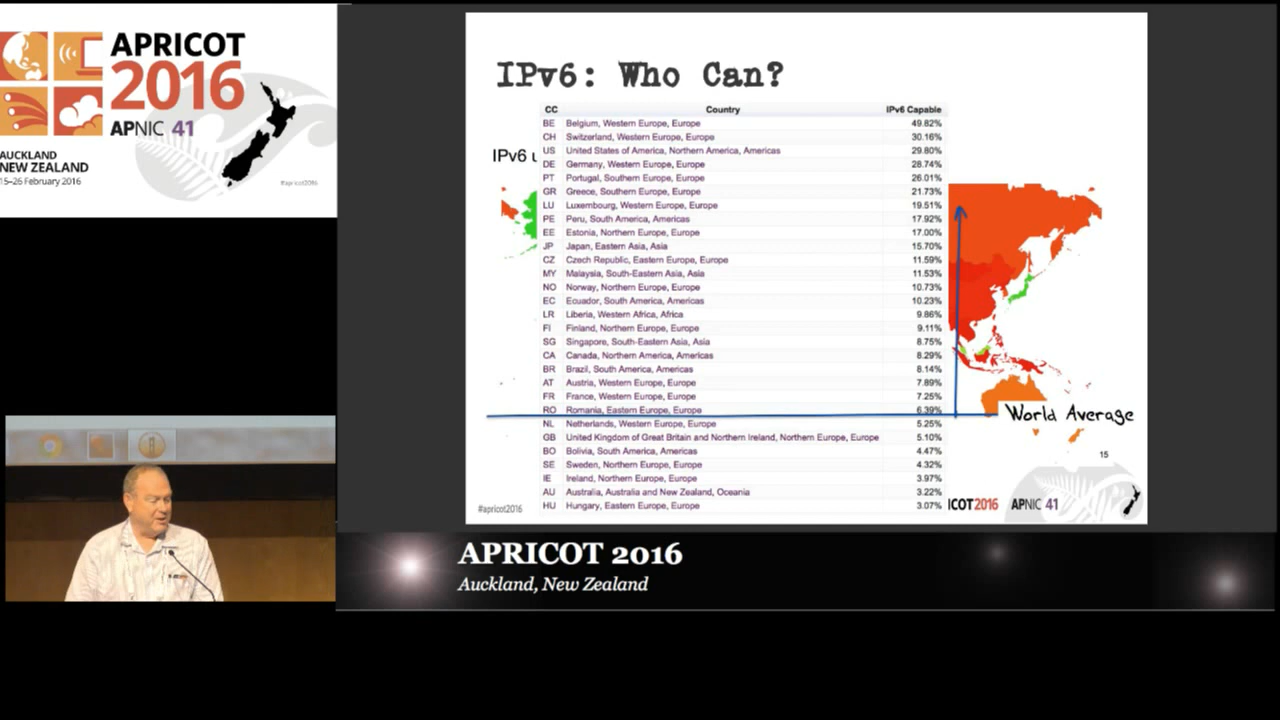 APRICOT
2016
APNIC 41
AUCKLAND
NEW ZEALAND
15–26 February 2016
#apricot2016
IPv6: Who Can?
IPv6 u
CC Country IPv6 Capable
BE Belgium, Western Europe, Europe 49.82%
CH Switzerland, Western Europe, Europe 30.16%
US United States of America, Northern America, Americas 29.80%
DE Germany, Western Europe, Europe 28.74%
PT Portugal, Southern Europe, Europe 26.01%
GR Greece, Southern Europe, Europe 21.73%
LU Luxembourg, Western Europe, Europe 19.51%
PE Peru, South America, Americas 17.92%
EE Estonia, Northern Europe, Europe 17.00%
JP Japan, Eastern Asia, Asia 15.70%
CZ Czech Republic, Eastern Europe, Europe 11.59%
MY Malaysia, South-Eastern Asia, Asia 11.53%
NO Norway, Northern Europe, Europe 10.73%
EC Ecuador, South America, Americas 10.23%
LR Liberia, Western Africa, Africa 9.86%
FI Finland, Northern Europe, Europe 9.11%
SG Singapore, South-Eastern Asia, Asia 8.75%
CA Canada, Northern America, Americas 8.29%
BR Brazil, South America, Americas 8.14%
AT Austria, Western Europe, Europe 7.89%
FR France, Western Europe, Europe 7.25%
RO Romania, Eastern Europe, Europe 6.39%
World Average
NL Netherlands, Western Europe, Europe 5.25%
GB United Kingdom of Great Britain and Northern Ireland, Northern Europe, Europe 5.10%
BO Bolivia, South America, Americas 4.47%
SE Sweden, Northern Europe, Europe 4.32%
IE Ireland, Northern Europe, Europe 3.97%
AU Australia, Australia and New Zealand, Oceania 3.22%
HU Hungary, Eastern Europe, Europe 3.07%
15
#apricot2016
ICOT2016 APNIC 41
APRICOT 2016
Auckland, New Zealand